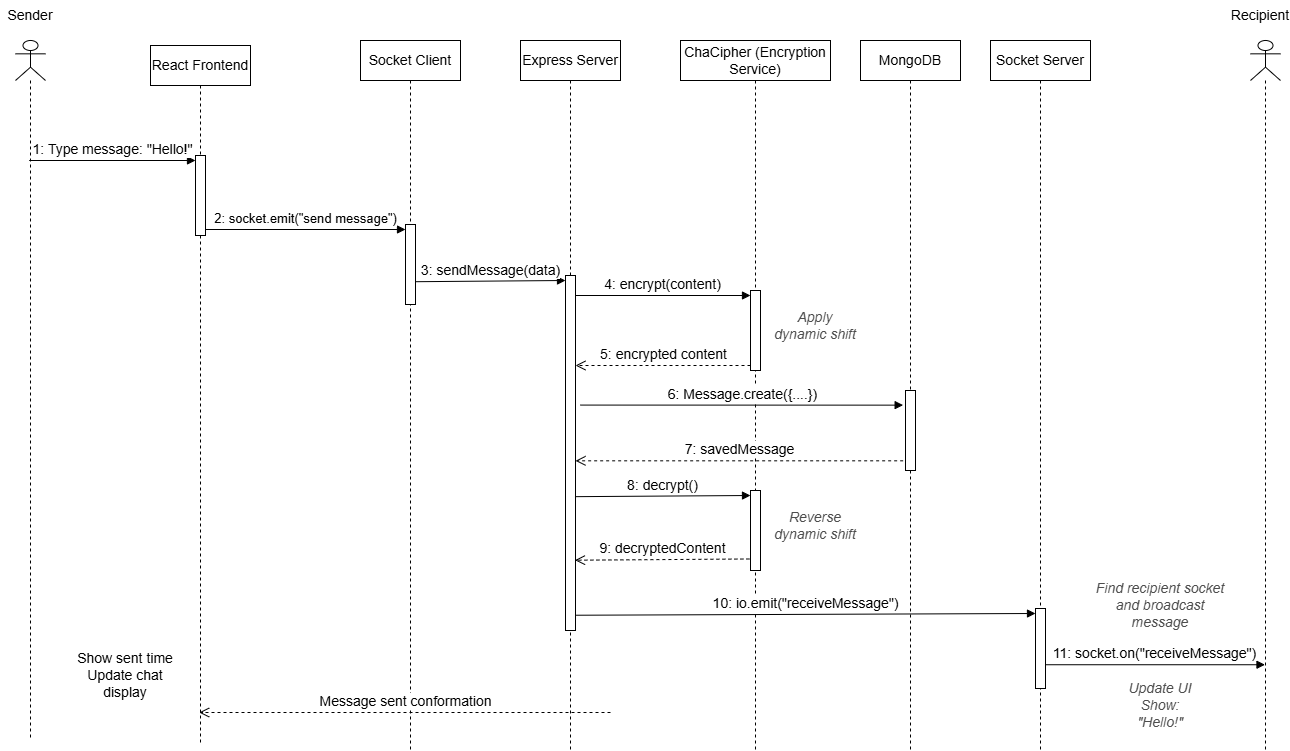 Sender
Recipient
React Frontend
Socket Client
Express Server
ChaCipher (Encryption
Service)
MongoDB
Socket Server
1: Type message: "Hello!"
2: socket.emit("send message")
3: sendMessage(data)
4: encrypt(content)
Apply
dynamic shift
5: encrypted content
6: Message.create({....})
7: savedMessage
8: decrypt()
Reverse
dynamic shift
9: decryptedContent
10: io.emit("receiveMessage")
Find recipient socket
and broadcast
message
11: socket.on("receiveMessage")
Show sent time
Update chat
display
Message sent conformation
Update UI
Show:
"Hello!"